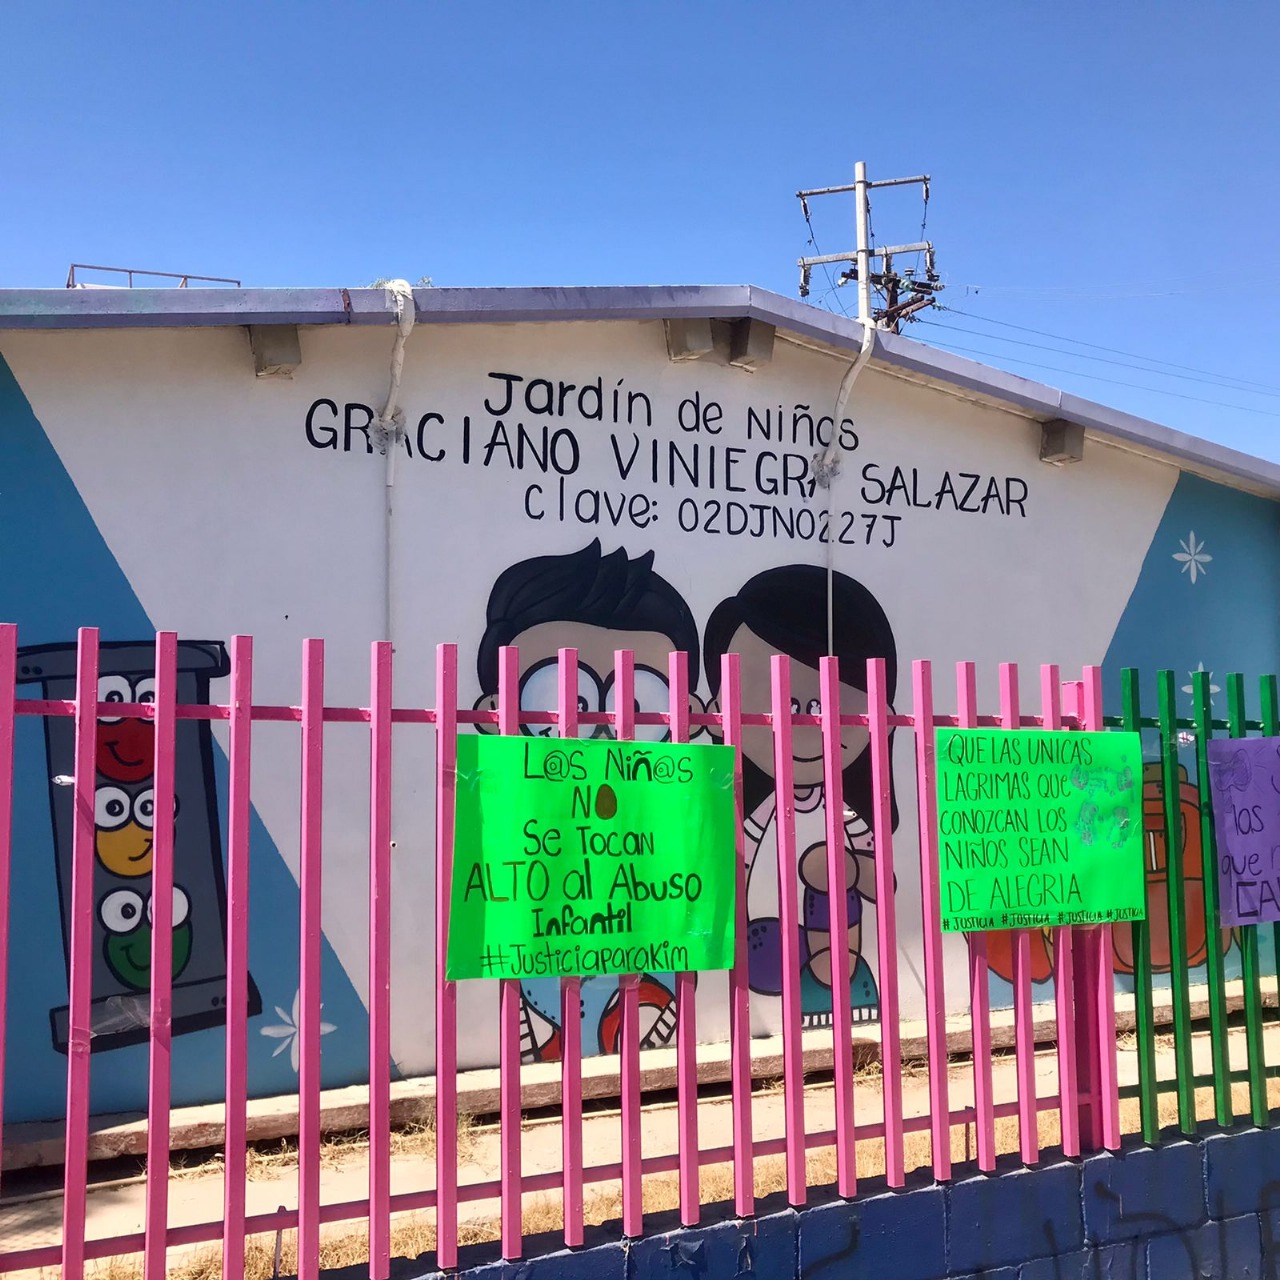 Jardín de Niños
GRACIANO VINIEGRA SALAZAR
clave: 02DJN0227J
L@s Niñ@s
NO
Se Tocan
ALTO al Abuso
Infantil
#Justiciaparakim
QUE LAS UNICAS
LAGRIMAS QUE
CONOZCAN LOS
NIÑOS SEAN
DE ALEGRIA
#JUSTICIA #JUSTICIA #JUSTICIA #JUSTICIA
las
que